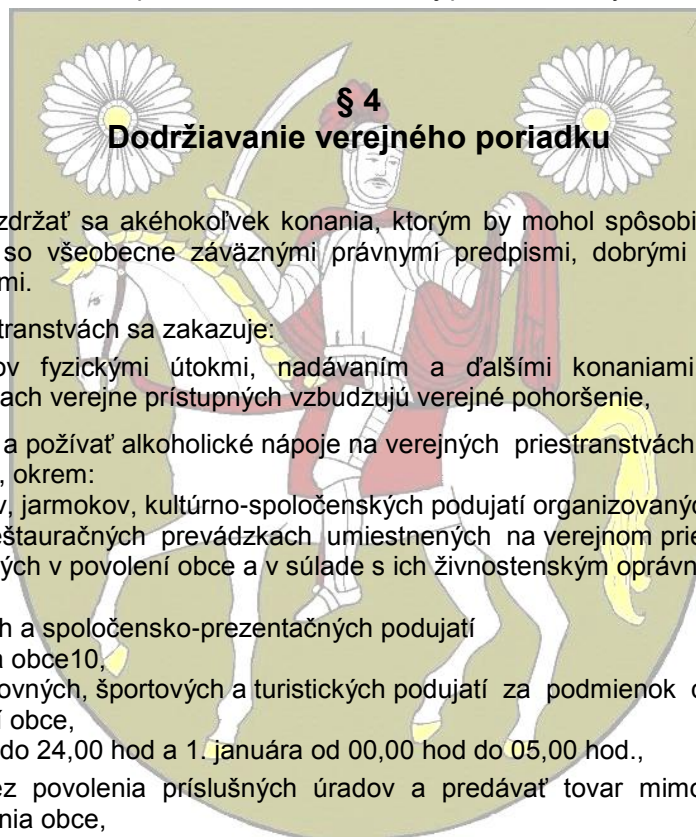 § 4
Dodržiavanie verejného poriadku
zdržať sa akéhokoľvek konania, ktorým by mohol spôsobi
so všeobecne záväznými právnymi predpismi, dobrými
mi.
transtvách sa zakazuje:
ov fyzickými útokmi, nadávaním a ďalšími konaniami
ach verejne prístupných vzbudzujú verejné pohoršenie,
a požívať alkoholické nápoje na verejných priestranstvách
, okrem:
v, jarmokov, kultúrno-spoločenských podujatí organizovanýc
eštauračných prevádzkach umiestnených na verejnom prie
ných v povolení obce a v súlade s ich živnostenským oprávn
h a spoločensko-prezentačných podujatí
a obce10,
ovných, športových a turistických podujatí za podmienok
í obce,
do 24,00 hod a 1. januára od 00,00 hod do 05,00 hod.,
ez povolenia príslušných úradov a predávať tovar mimo
nia obce,